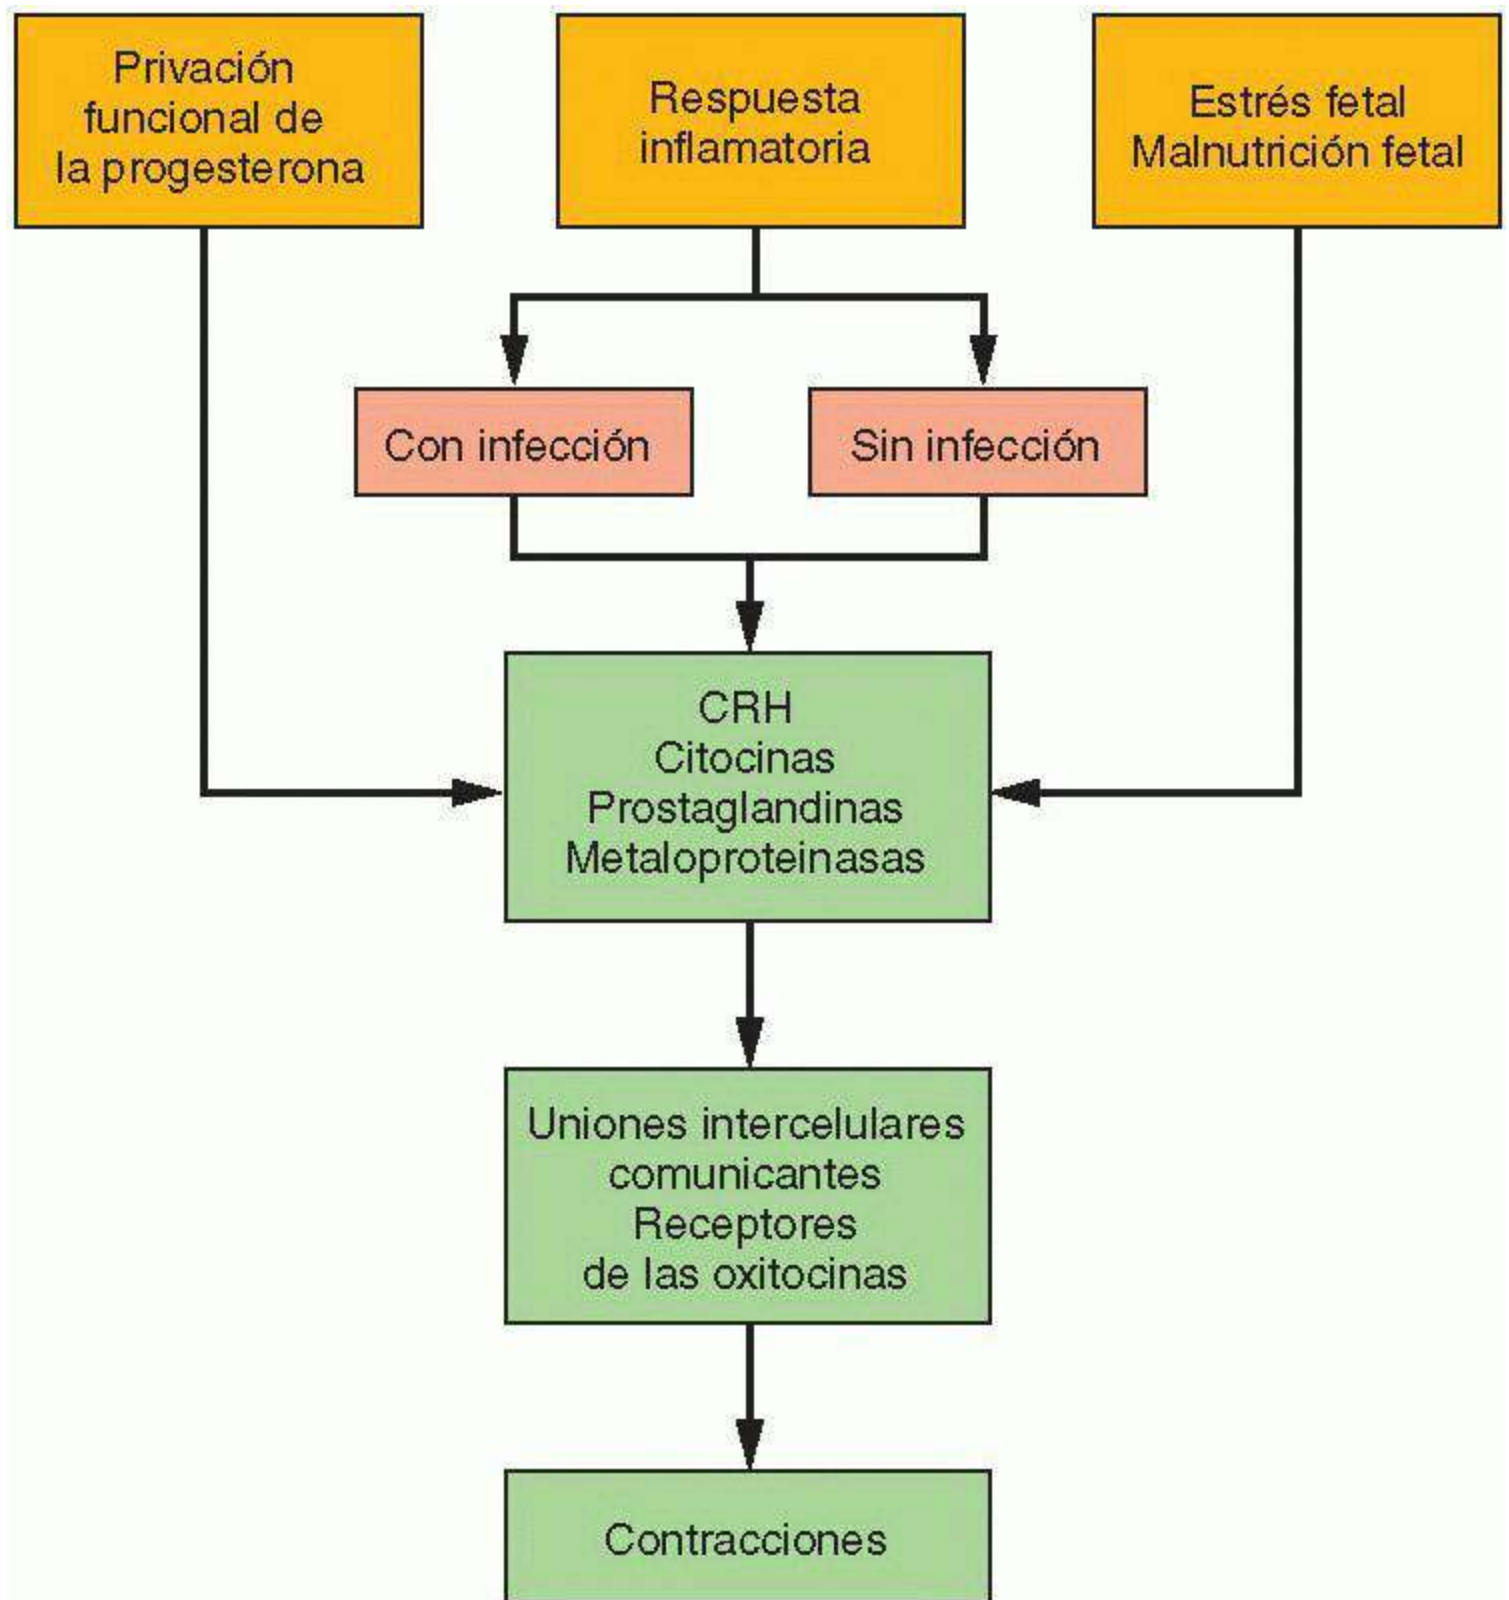 Privación
funcional de
la progesterona
Respuesta
inflamatoria
Estrés fetal
Malnutrición fetal
Con infección
Sin infección
CRH
Citocinas
Prostaglandinas
Metaloproteinasas
Uniones intercelulares
comunicantes
Receptores
de las oxitocinas
Contracciones